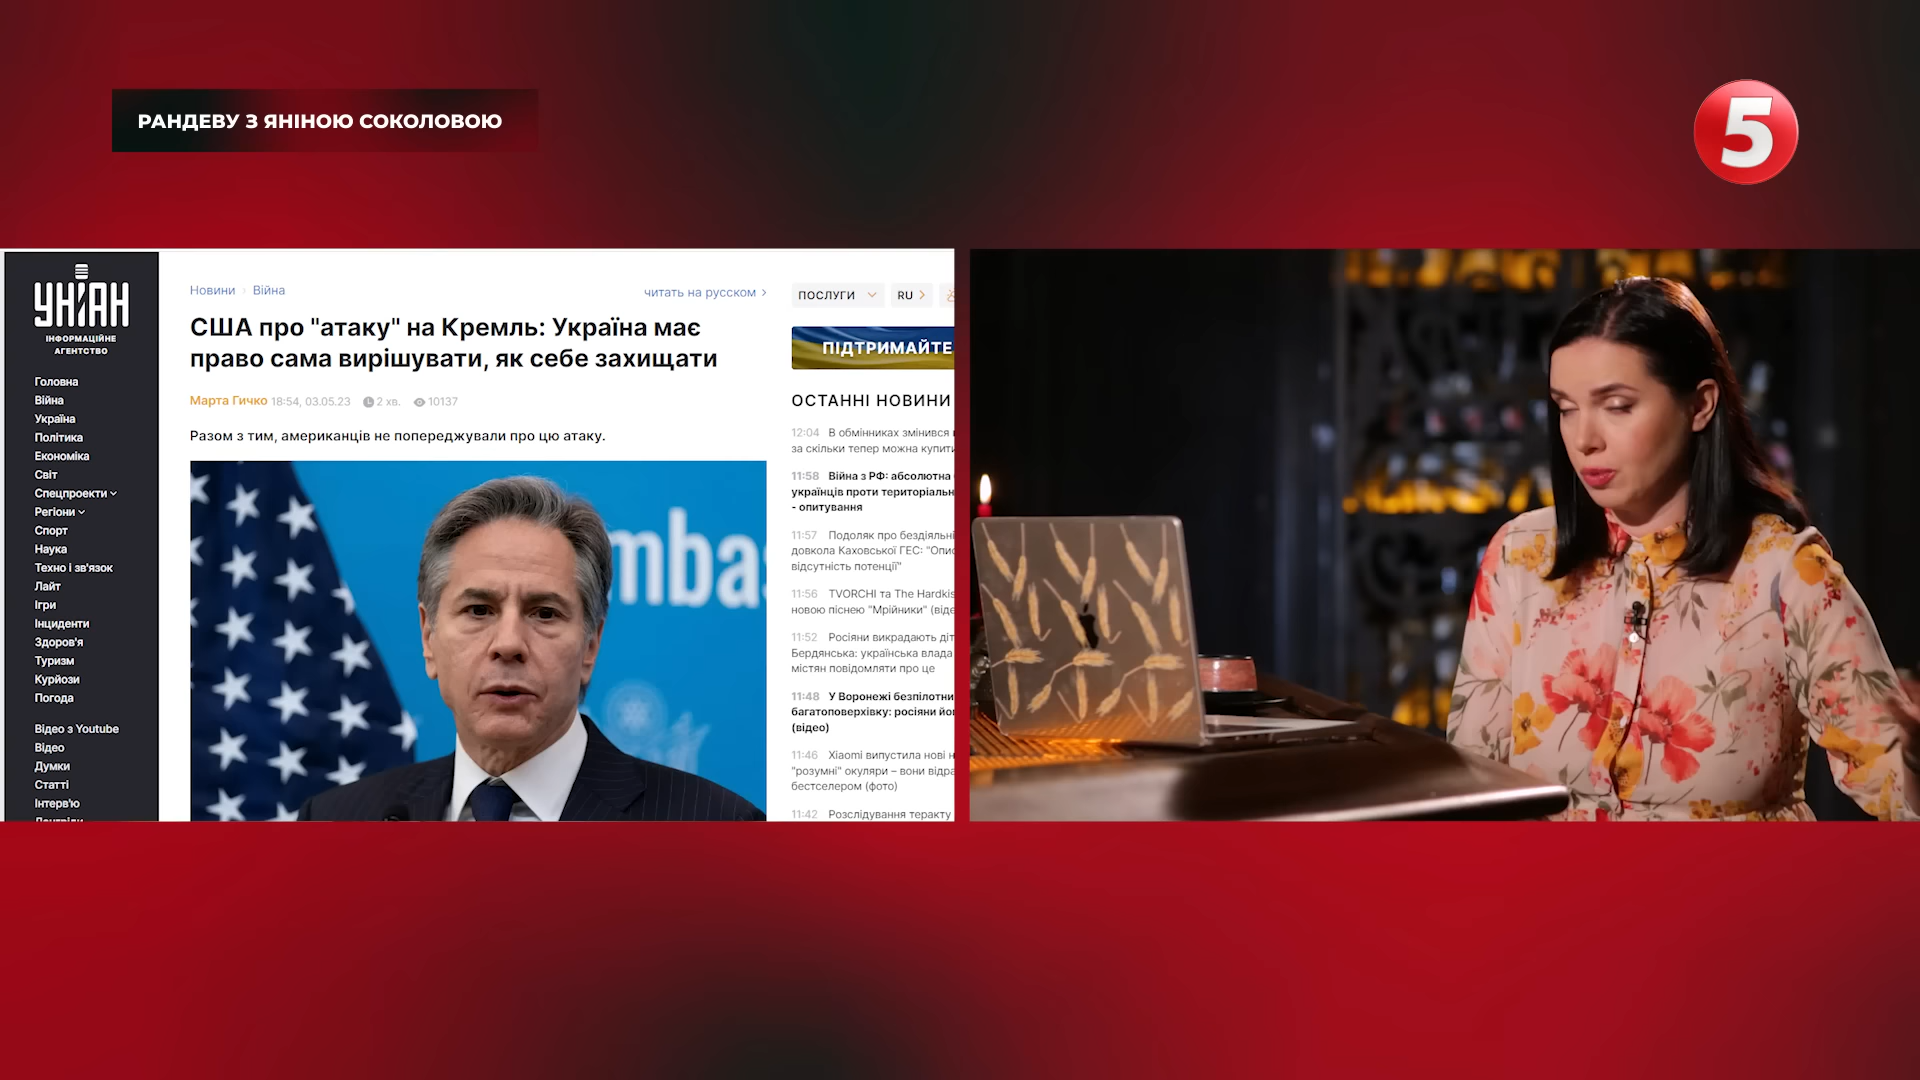 РАНДЕВУ З ЯНІНОЮ СОКОЛОВОЮ
5
УНІАН
ІНФОРМАЦІЙНЕ
АГЕНТСТВО
Головна
Війна
Україна
Політика
Економіка
Світ
Спецпроекти
Регіони
Спорт
Наука
Техно і зв'язок
Лайт
Ігри
Інциденти
Здоров'я
Туризм
Курйози
Погода
Відео з Youtube
Відео
Думки
Статті
Інтерв'ю
Новини › Війна
читать на русском ›
США про "атаку" на Кремль: Україна має
право сама вирішувати, як себе захищати
Марта Гичко 18:54, 03.05.23 2 хв. 10137
Разом з тим, американців не попереджували про цю атаку.
mbas
ПОСЛУГИ RU
ПІДТРИМАЙТЕ
ОСТАННІ НОВИНИ
12:04 В обмінниках змінився
за скільки тепер можна купити
11:58 Війна з РФ: абсолютна
українців проти територіальн
- опитування
11:57 Подоляк про бездіяльні
довкола Каховської ГЕС: "Опис
відсутність потенції"
11:56 TVORCHI та The Hardkis
новою піснею "Мрійники" (віде
11:52 Росіяни викрадають діт
Бердянська: українська влада
містян повідомляти про це
11:48 У Воронежі безпілотни
багатоповерхівку: росіяни йо
(відео)
11:46 Xiaomi випустила нові н
"розумні" окуляри – вони відра
бестселером (фото)
11:42 Розслідування теракту